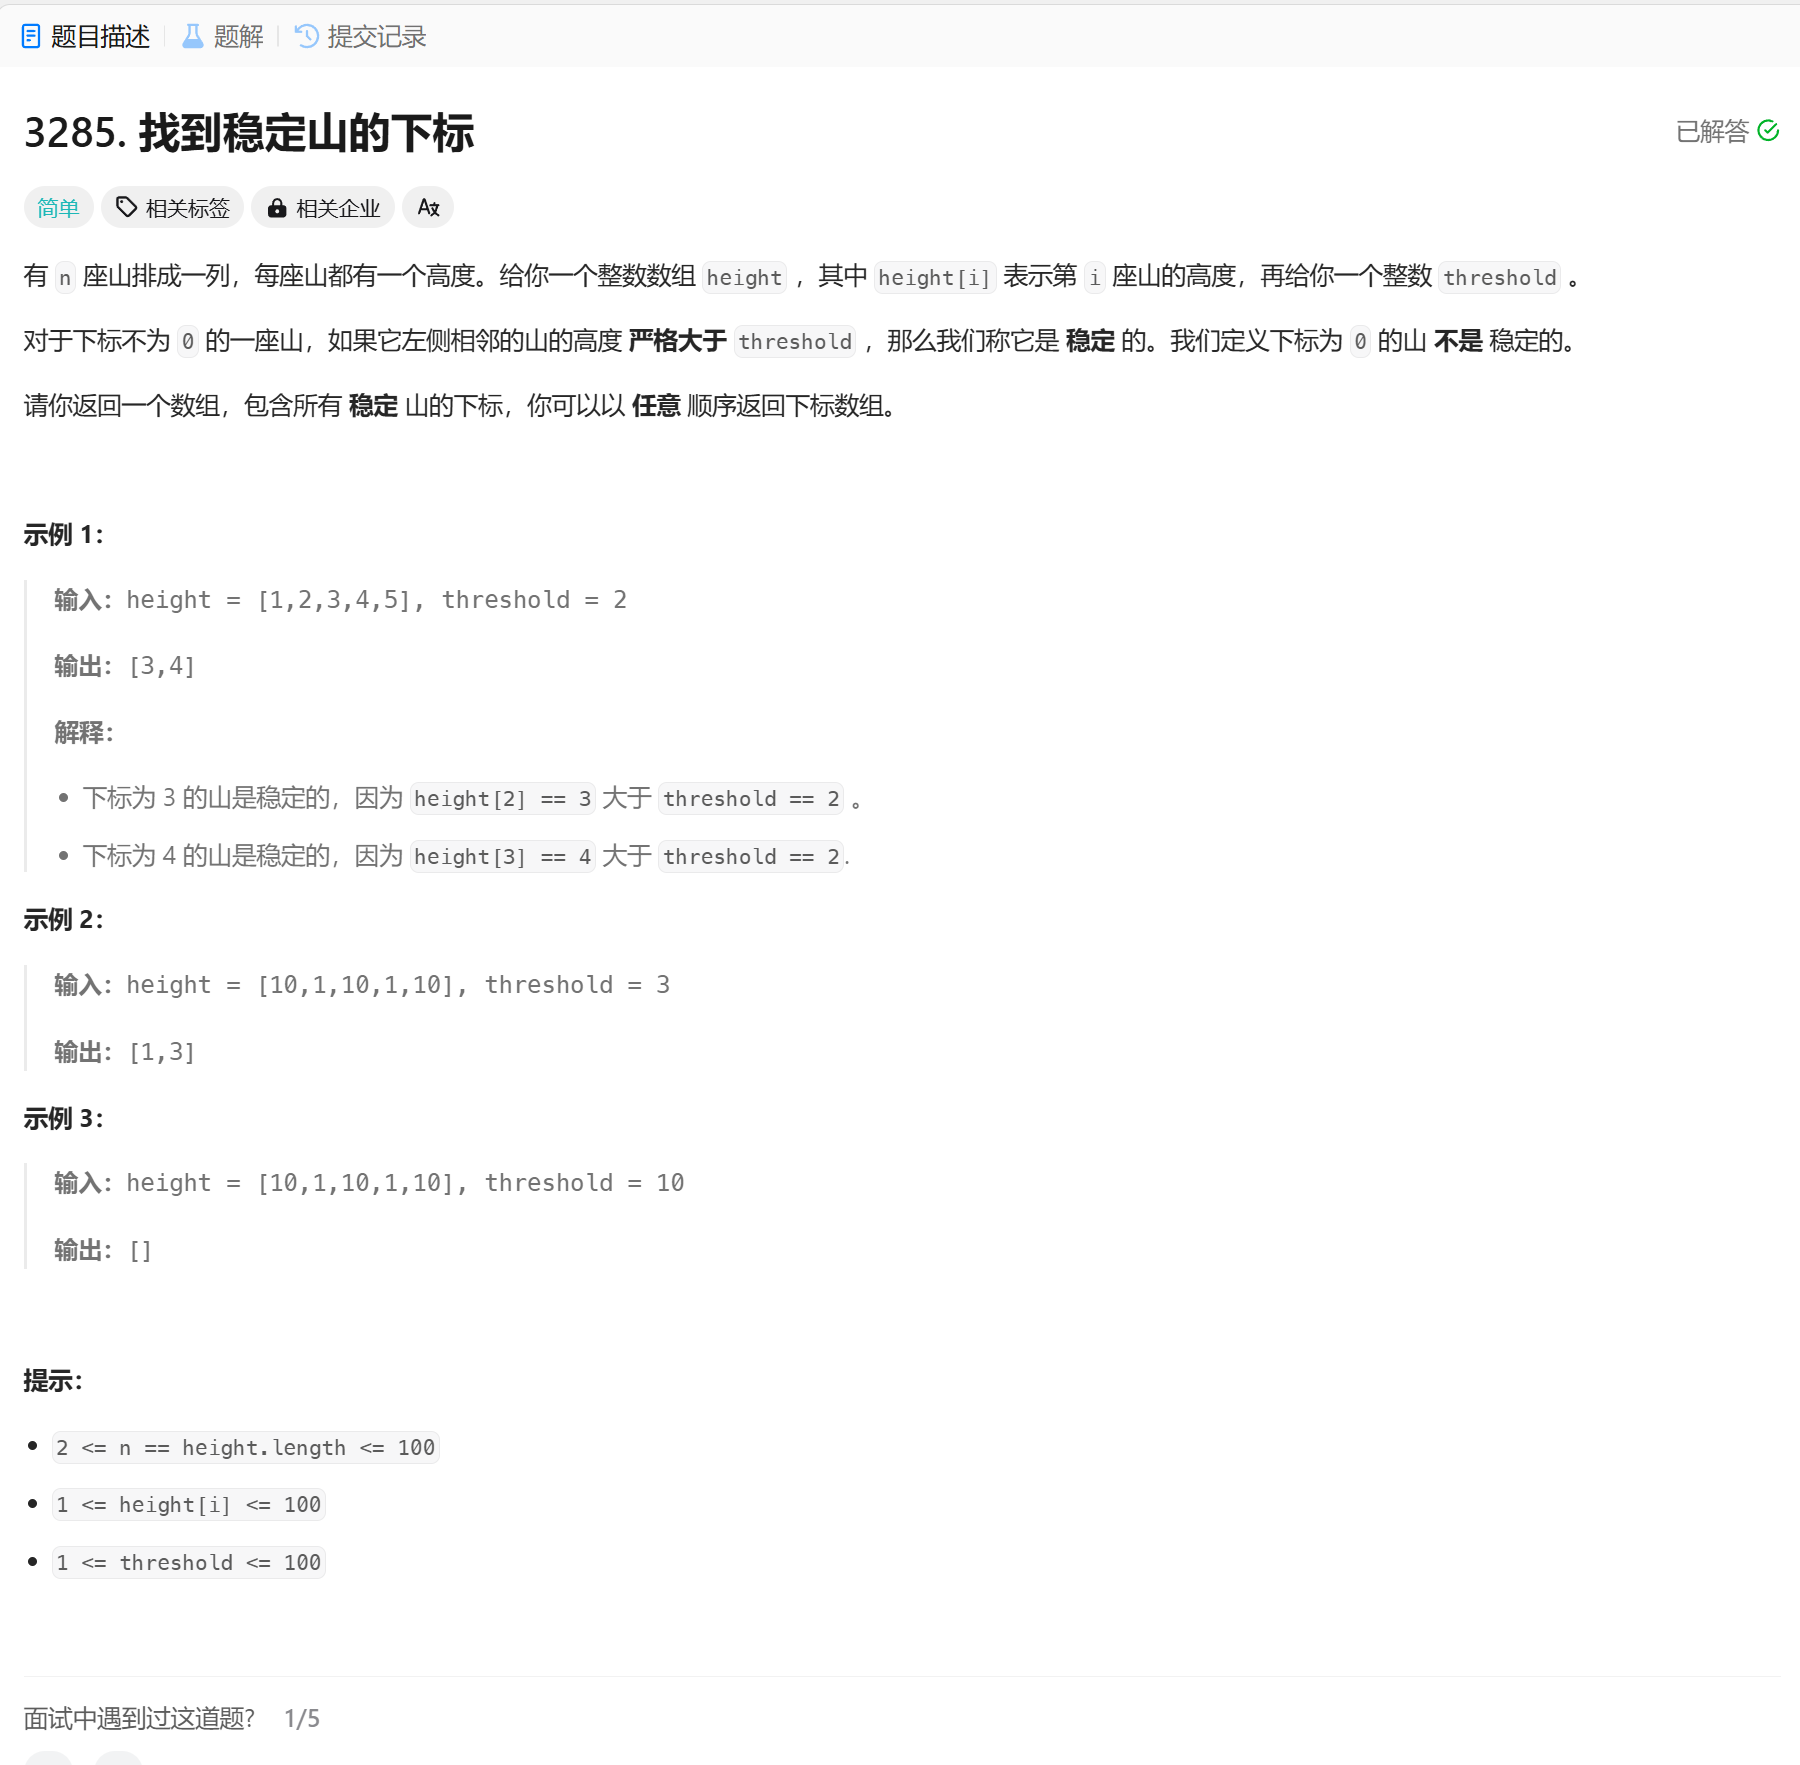 题目描述 题解 提交记录
3285. 找到稳定山的下标
已解答
简单 相关标签 相关企业 A文
有 n 座山排成一列，每座山都有一个高度。给你一个整数数组 height ，其中 height[i] 表示第 i 座山的高度，再给你一个整数 threshold 。
对于下标不为 0 的一座山，如果它左侧相邻的山的高度 严格大于 threshold ，那么我们称它是 稳定 的。我们定义下标为 0 的山 不是 稳定的。
请你返回一个数组，包含所有 稳定 山的下标，你可以以 任意 顺序返回下标数组。
示例 1：
输入：height = [1,2,3,4,5], threshold = 2
输出：[3,4]
解释：
下标为 3 的山是稳定的，因为 height[2] == 3 大于 threshold == 2 。
下标为 4 的山是稳定的，因为 height[3] == 4 大于 threshold == 2.
示例 2：
输入：height = [10,1,10,1,10], threshold = 3
输出：[1,3]
示例 3：
输入：height = [10,1,10,1,10], threshold = 10
输出：[]
提示：
2 <= n == height.length <= 100
1 <= height[i] <= 100
1 <= threshold <= 100
面试中遇到过这道题? 1/5